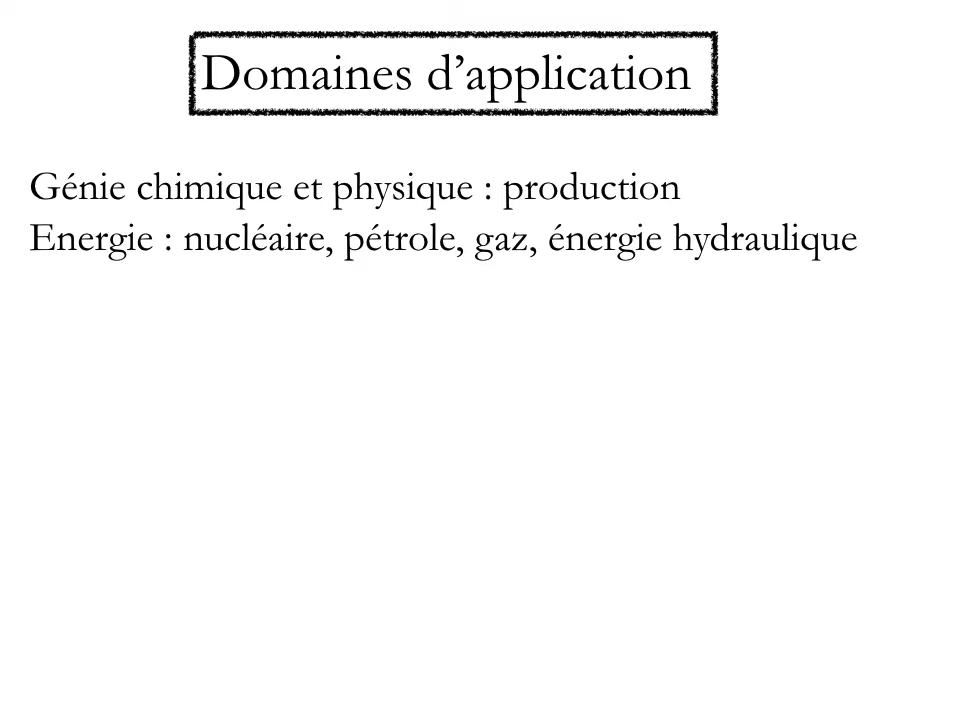 Domaines d’application
Génie chimique et physique : production
Energie : nucléaire, pétrole, gaz, énergie hydraulique